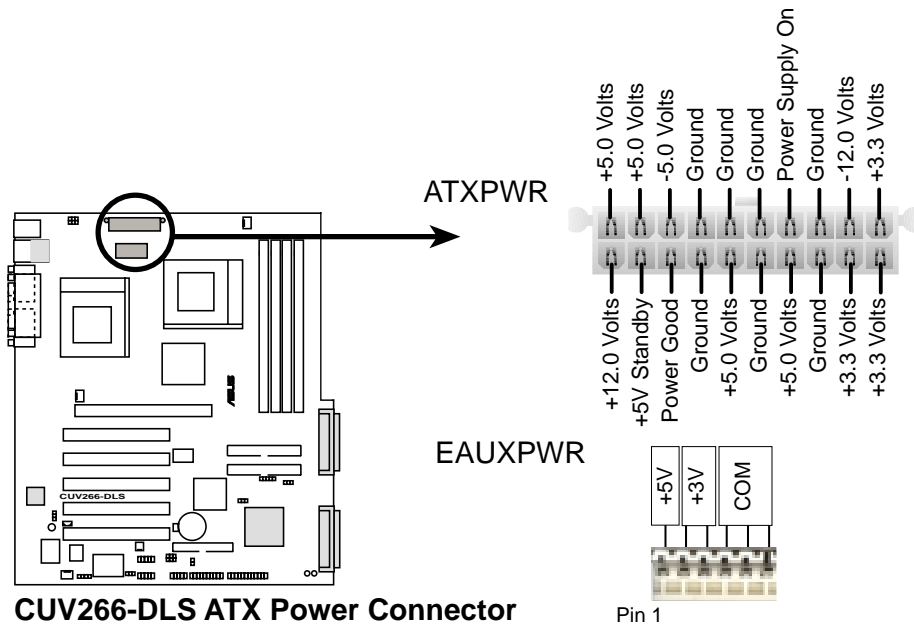 ATXPWR
+5.0 Volts
+5.0 Volts
-5.0 Volts
Ground
Ground
Ground
Power Supply On
Ground
-12.0 Volts
+3.3 Volts
+12.0 Volts
+5V Standby
Power Good
Ground
+5.0 Volts
Ground
+5.0 Volts
Ground
+3.3 Volts
+3.3 Volts
ASUS
CUV266-DLS
EAUXPWR
+5V
+3V
COM
Pin 1
CUV266-DLS ATX Power Connector